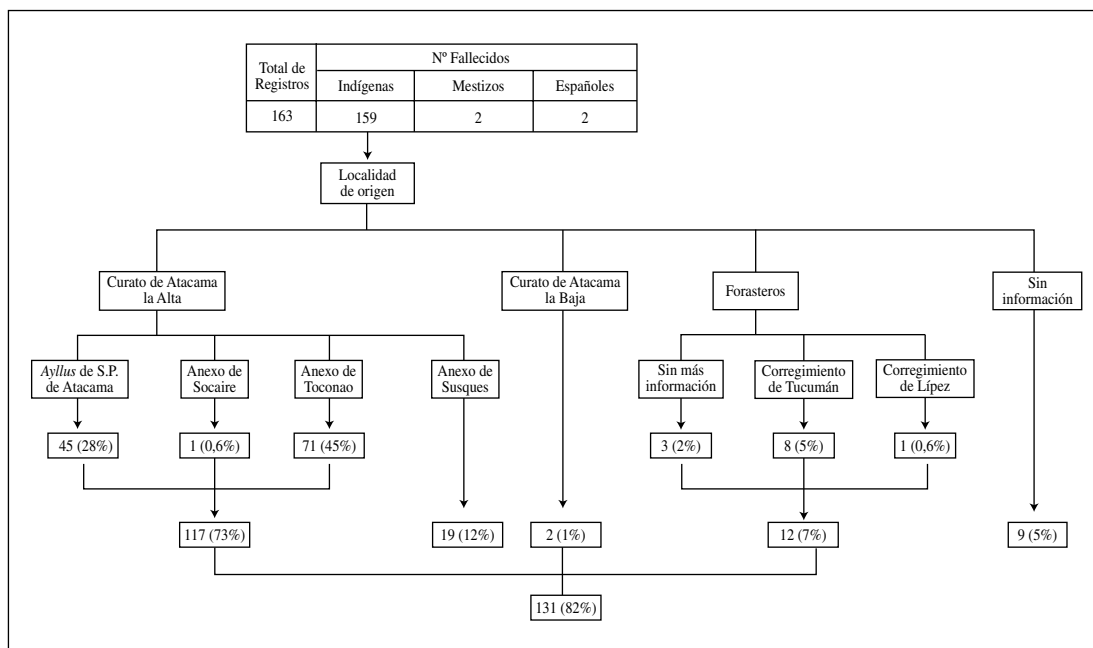 Total de
Registros
Nº Fallecidos
Indígenas
Mestizos
Españoles
163
159
2
2
Localidad
de origen
Curato de Atacama
la Alta
Curato de Atacama
la Baja
Forasteros
Sin
información
Ayllus de S.P.
de Atacama
Anexo de
Socaire
Anexo de
Toconao
Anexo de
Susques
Sin más
información
Corregimiento
de Tucumán
Corregimiento
de Lípez
45 (28%)
1 (0,6%)
71 (45%)
3 (2%)
8 (5%)
1 (0,6%)
117 (73%)
19 (12%)
2 (1%)
12 (7%)
9 (5%)
131 (82%)